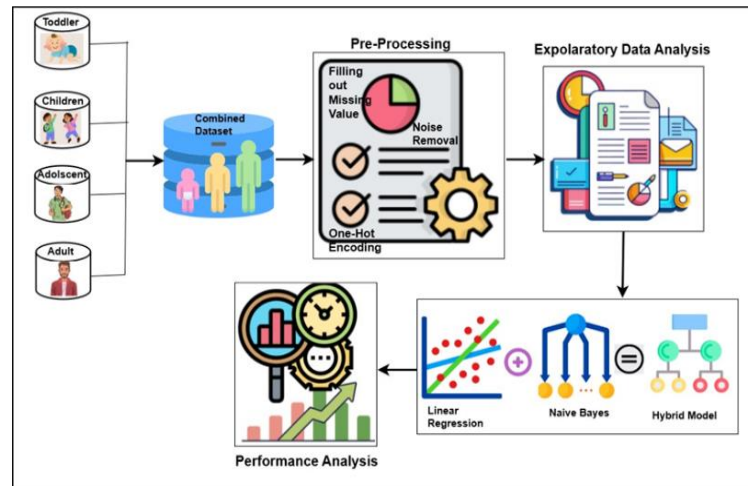 Toddler
Children
Adolscent
Adult
Combined
Dataset
Pre-Processing
Filling
out
Missing
Value
Noise
Removal
One-Hot
Encoding
Expolaratory Data Analysis
Linear
Regression
Naive Bayes
Hybrid Model
Performance Analysis